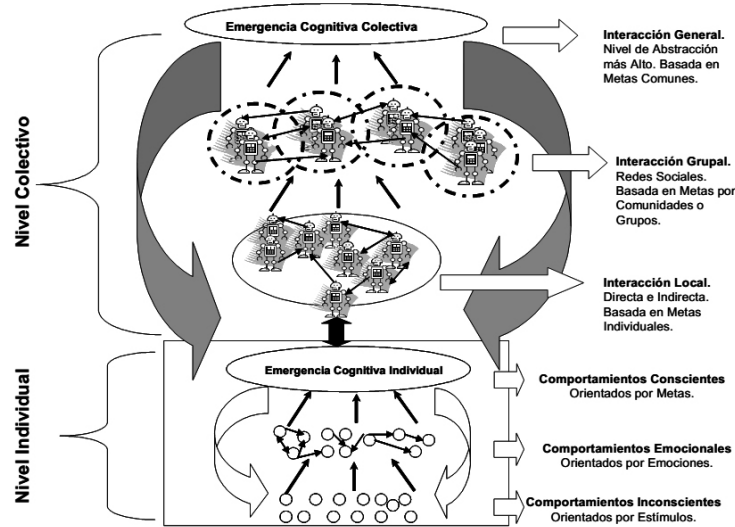 Emergencia Cognitiva Colectiva
Interacción General.
Nivel de Abstracción
más Alto. Basada en
Metas Comunes.
Nivel Colectivo
Interacción Grupal.
Redes Sociales.
Basada en Metas por
Comunidades o
Grupos.
Interacción Local.
Directa e Indirecta.
Basada en Metas
Individuales.
Nivel Individual
Emergencia Cognitiva Individual
Comportamientos Conscientes
Orientados por Metas.
Comportamientos Emocionales
Orientados por Emociones.
Comportamientos Inconscientes
Orientados por Estímulos.